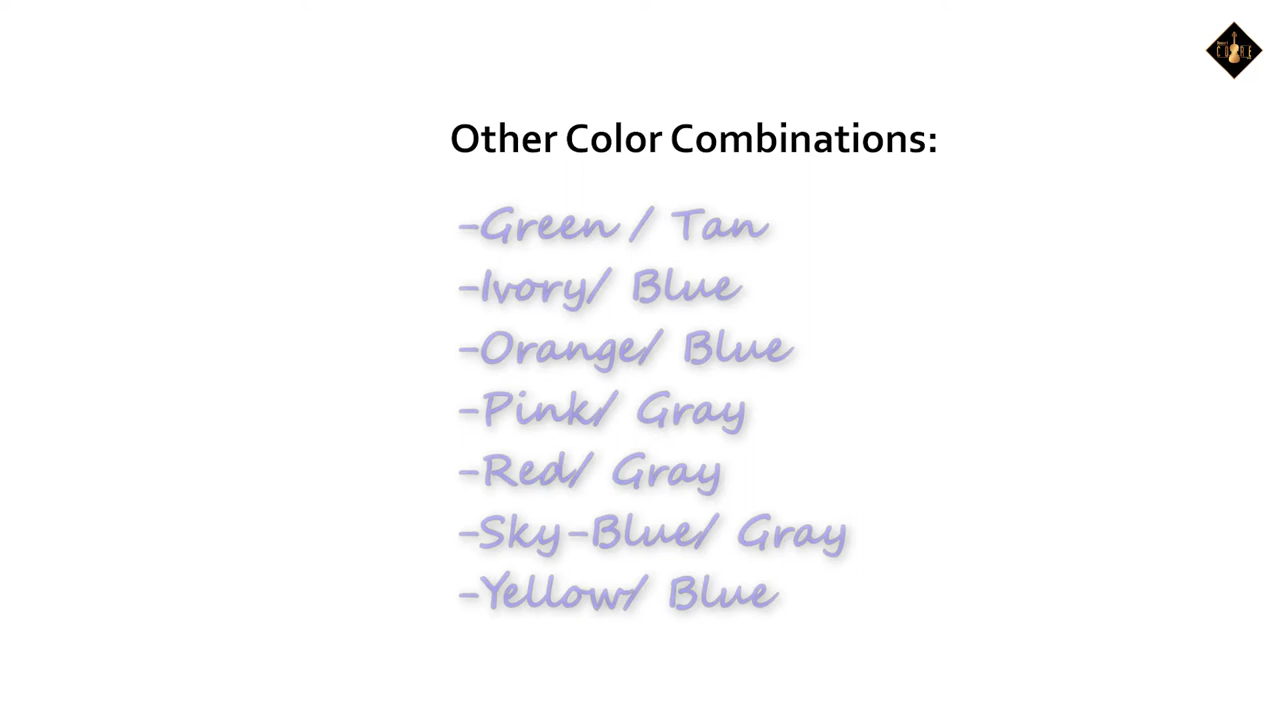 Other Color Combinations:
-Green / Tan
-Ivory/ Blue
-Orange/ Blue
-Pink/ Gray
-Red/ Gray
-Sky-Blue/ Gray
-Yellow/ Blue